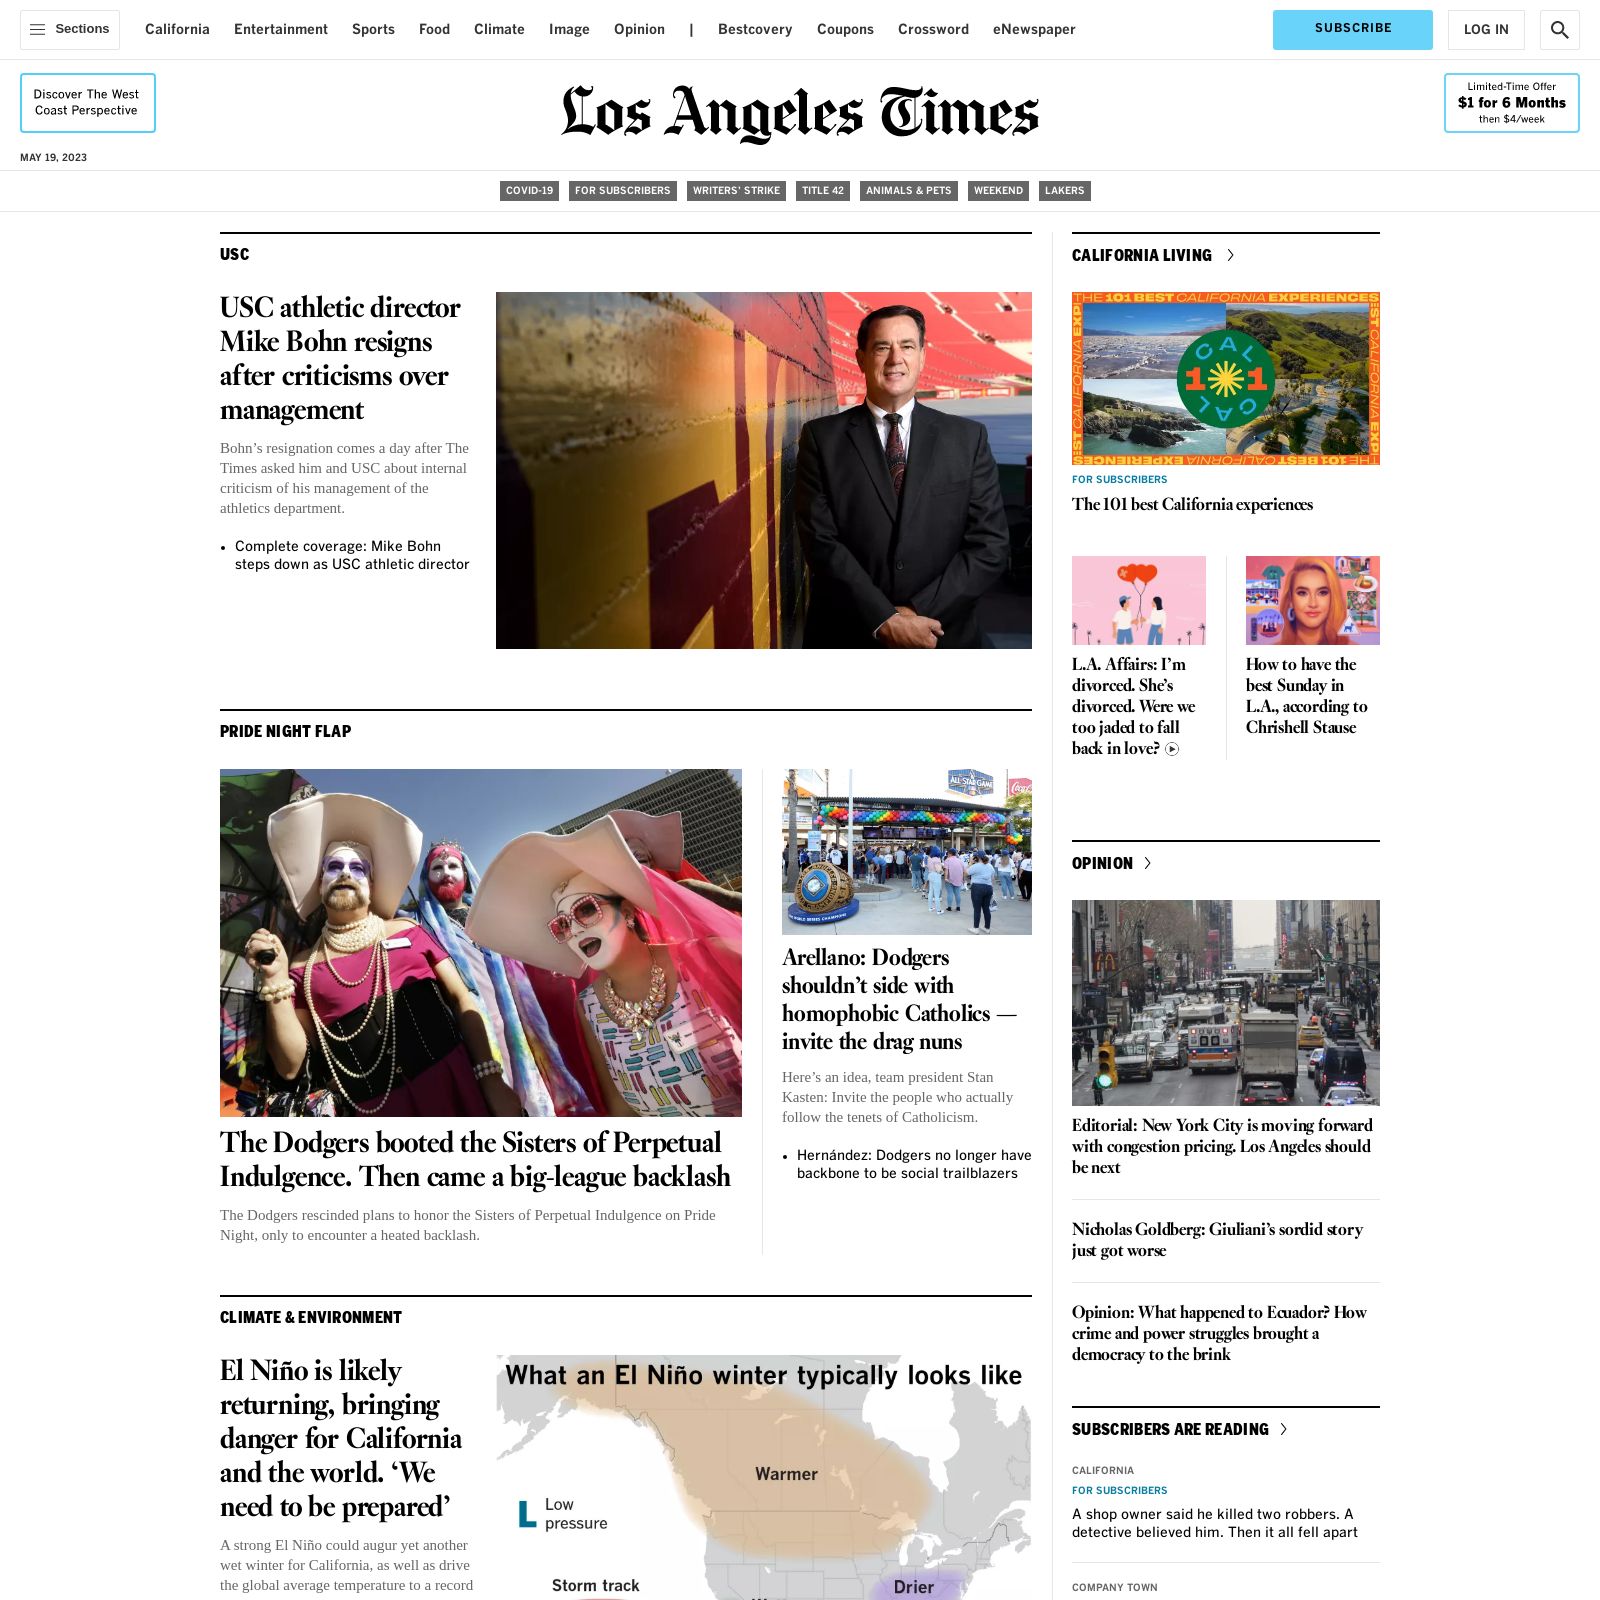 Sections
California
Entertainment
Sports
Food
Climate
Image
Opinion
|
Bestcovery
Coupons
Crossword
eNewspaper
SUBSCRIBE
LOG IN
Discover The West
Coast Perspective
Los Angeles Times
Limited-Time Offer
$1 for 6 Months
then $4/week
MAY 19, 2023
COVID-19
FOR SUBSCRIBERS
WRITERS' STRIKE
TITLE 42
ANIMALS & PETS
WEEKEND
LAKERS
USC
USC athletic director
Mike Bohn resigns
after criticisms over
management
Bohn’s resignation comes a day after The
Times asked him and USC about internal
criticism of his management of the
athletics department.
• Complete coverage: Mike Bohn
steps down as USC athletic director
PRIDE NIGHT FLAP
The Dodgers booted the Sisters of Perpetual
Indulgence. Then came a big-league backlash
The Dodgers rescinded plans to honor the Sisters of Perpetual Indulgence on Pride
Night, only to encounter a heated backlash.
ALL STAR GAME
Arellano: Dodgers
shouldn’t side with
homophobic Catholics —
invite the drag nuns
Here’s an idea, team president Stan
Kasten: Invite the people who actually
follow the tenets of Catholicism.
• Hernández: Dodgers no longer have
backbone to be social trailblazers
CLIMATE & ENVIRONMENT
El Niño is likely
returning, bringing
danger for California
and the world. ‘We
need to be prepared’
A strong El Niño could augur yet another
wet winter for California, as well as drive
the global average temperature to a record
What an El Niño winter typically looks like
Warmer
L Low
pressure
Storm track
Drier
CALIFORNIA LIVING
THE 101 BEST CALIFORNIA EXPERIENCES
CAL
101
CAL
FOR SUBSCRIBERS
The 101 best California experiences
L.A. Affairs: I’m
divorced. She’s
divorced. Were we
too jaded to fall
back in love?
How to have the
best Sunday in
L.A., according to
Chrishell Stause
OPINION
Editorial: New York City is moving forward
with congestion pricing. Los Angeles should
be next
Nicholas Goldberg: Giuliani’s sordid story
just got worse
Opinion: What happened to Ecuador? How
crime and power struggles brought a
democracy to the brink
SUBSCRIBERS ARE READING
CALIFORNIA
FOR SUBSCRIBERS
A shop owner said he killed two robbers. A
detective believed him. Then it all fell apart
COMPANY TOWN